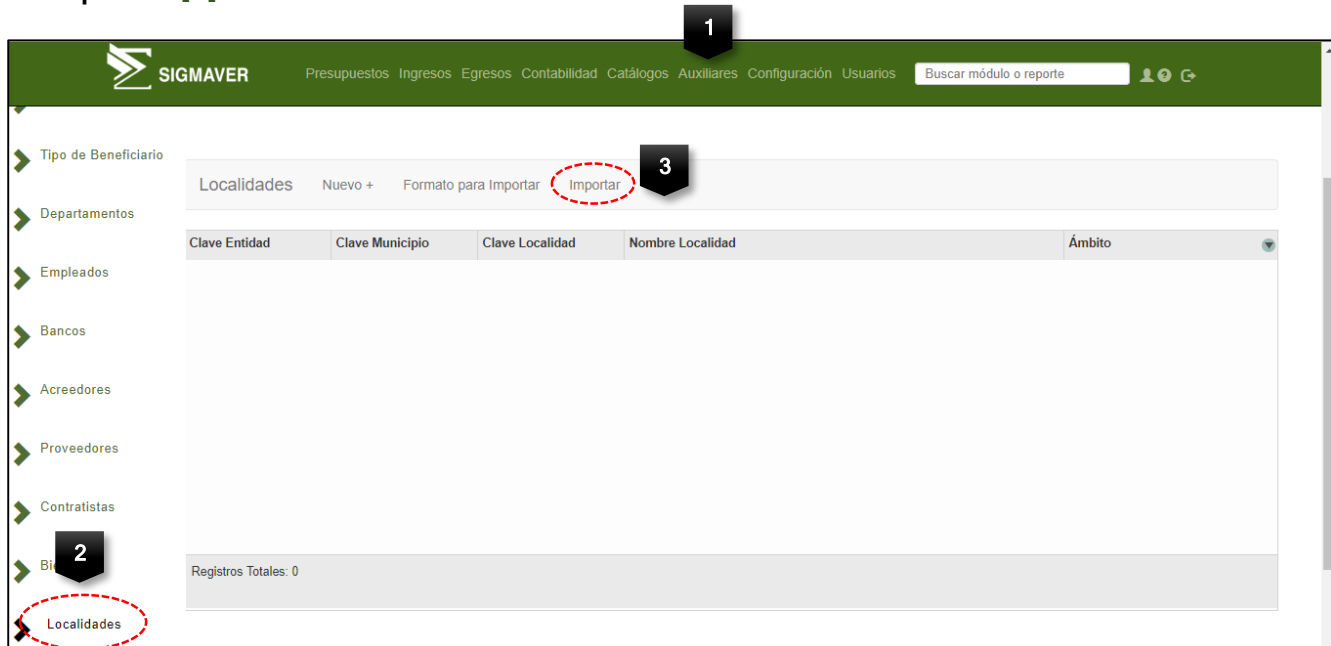 1
SIGMAVER
Presupuestos Ingresos Egresos Contabilidad Catálogos Auxiliares Configuración Usuarios Buscar módulo o reporte
Tipo de Beneficiario
Localidades Nuevo + Formato para Importar Importar
3
Departamentos
Clave Entidad Clave Municipio Clave Localidad Nombre Localidad Ámbito
Empleados
Bancos
Acreedores
Proveedores
Contratistas
2
Registros Totales: 0
Localidades